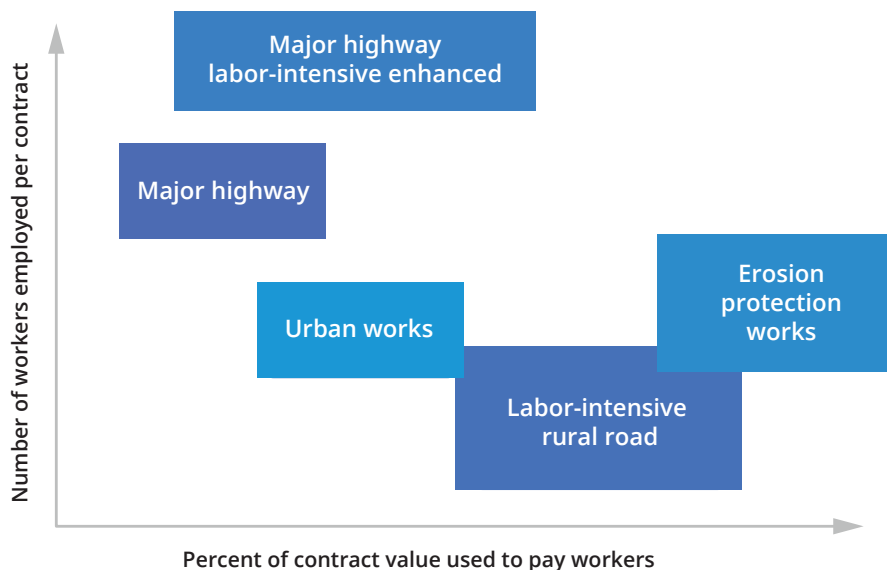 Number of workers employed per contract
Major highway
labor-intensive enhanced
Major highway
Urban works
Erosion
protection
works
Labor-intensive
rural road
Percent of contract value used to pay workers